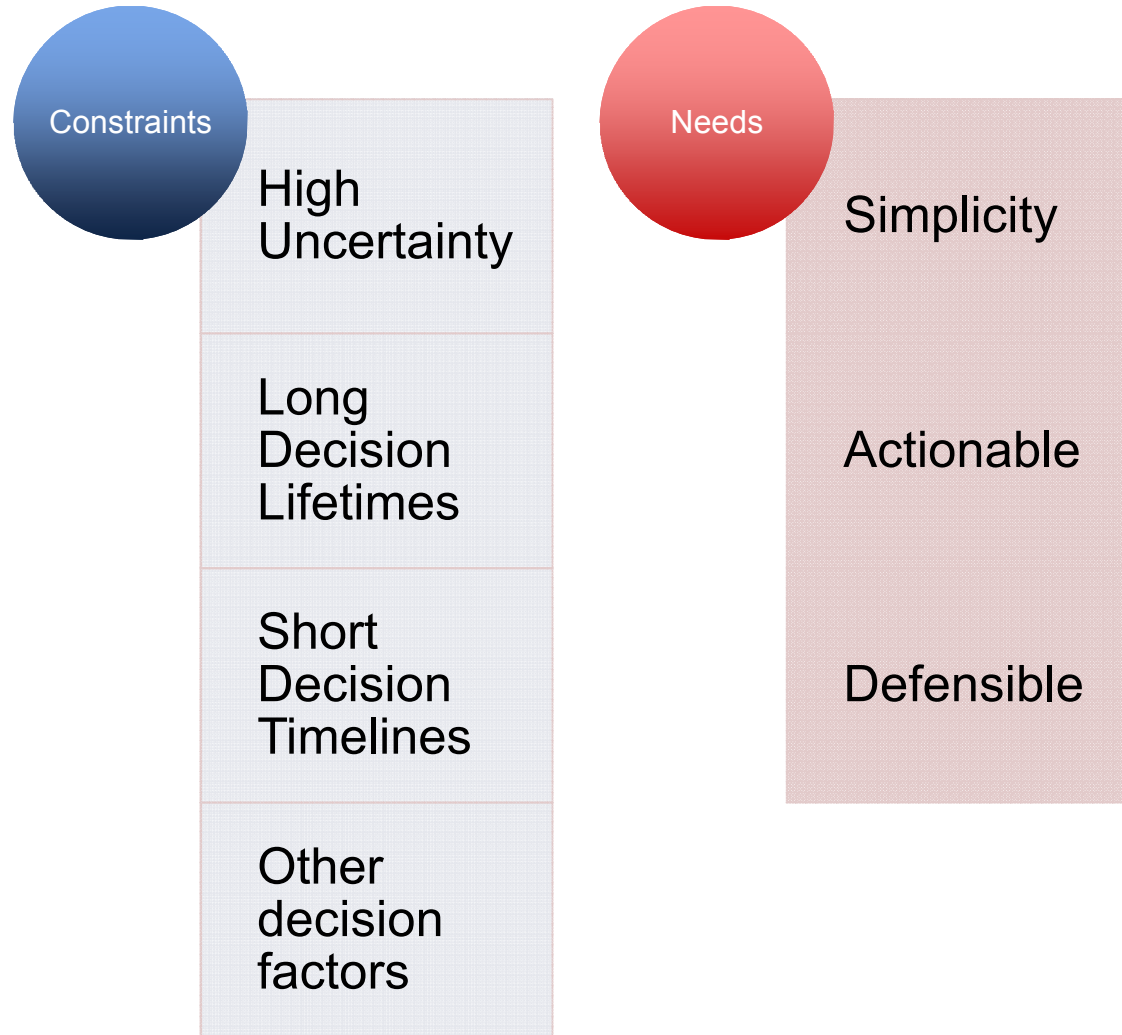 Constraints
High
Uncertainty
Long
Decision
Lifetimes
Short
Decision
Timelines
Other
decision
factors
Needs
Simplicity
Actionable
Defensible